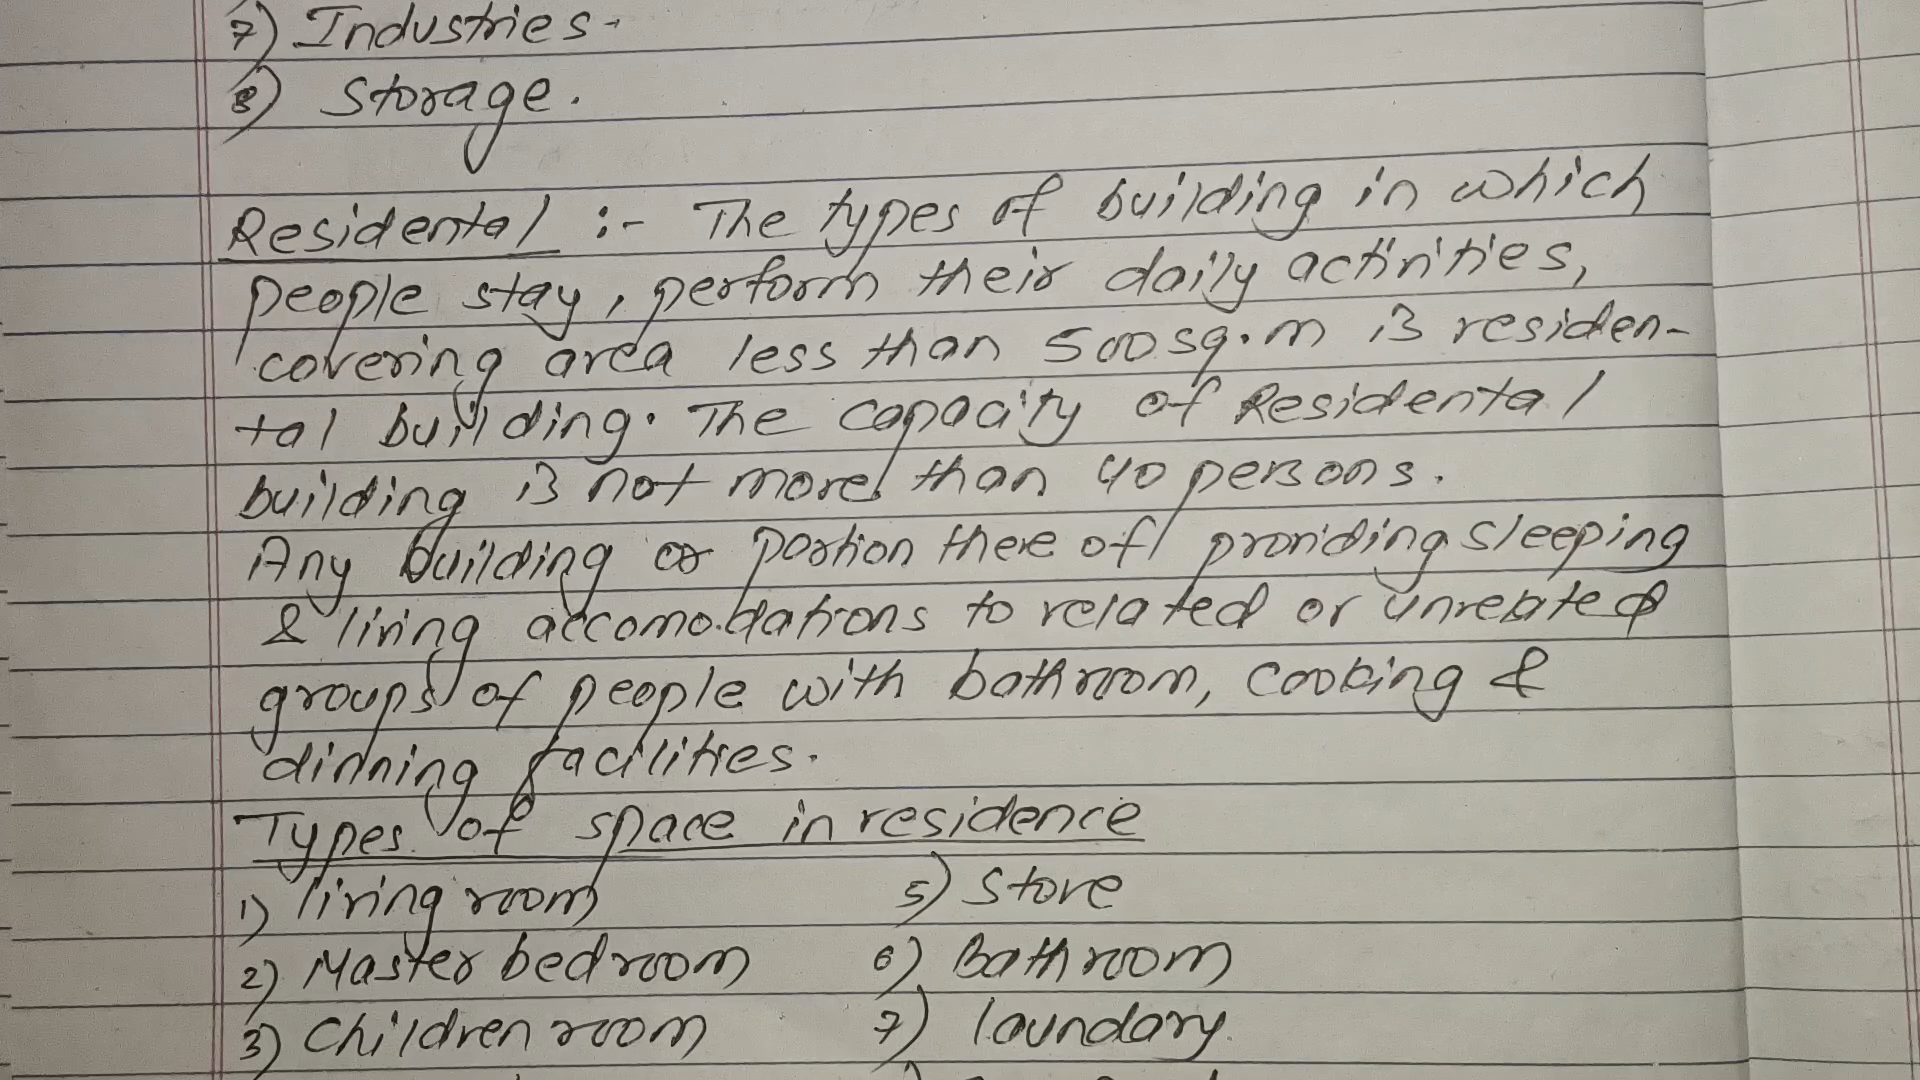 7) Industries.
8) Storage.
Residental :- The types of building in which
people stay, perform their daily activities,
covering area less than 500sq.m is residen-
tal building. The capacity of Residental
building is not more than 40 persons.
Any building or portion there of providing sleeping
& living accomodations to related or unrelated
groups of people with bathroom, cooking &
dinning facilities.
Types of space in residence
1) living room 5) Store
2) Master bedroom 6) Bathroom
3) Children room 7) loundary.